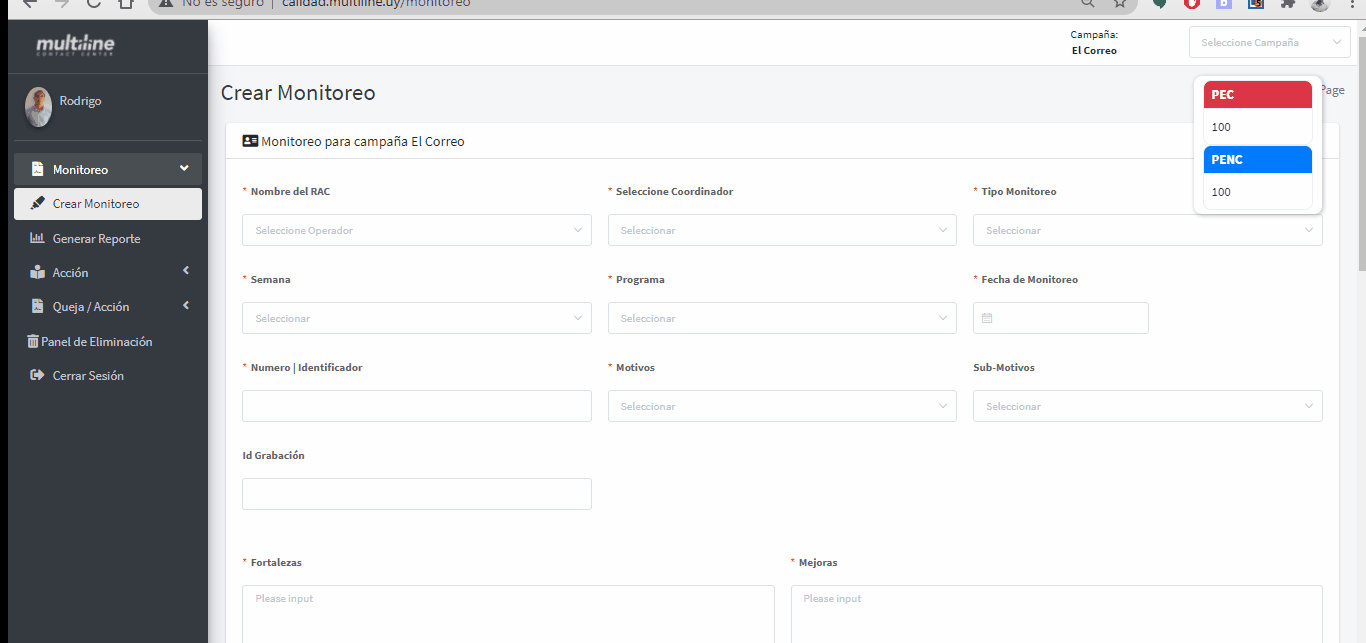 No es seguro | calidad.multiline.uy/monitoreo
multiline
CONTACT CENTER
Campaña:
El Correo
Seleccione Campaña
Rodrigo
Crear Monitoreo
Page
PEC
100
PENC
100
Monitoreo para campaña El Correo
Monitoreo
Crear Monitoreo
Generar Reporte
Acción
Queja / Acción
Panel de Eliminación
Cerrar Sesión
* Nombre del RAC
* Seleccione Coordinador
* Tipo Monitoreo
Seleccione Operador
Seleccionar
Seleccionar
* Semana
* Programa
* Fecha de Monitoreo
Seleccionar
Seleccionar
* Numero | Identificador
* Motivos
Sub-Motivos
Seleccionar
Seleccionar
Id Grabación
* Fortalezas
* Mejoras
Please input
Please input